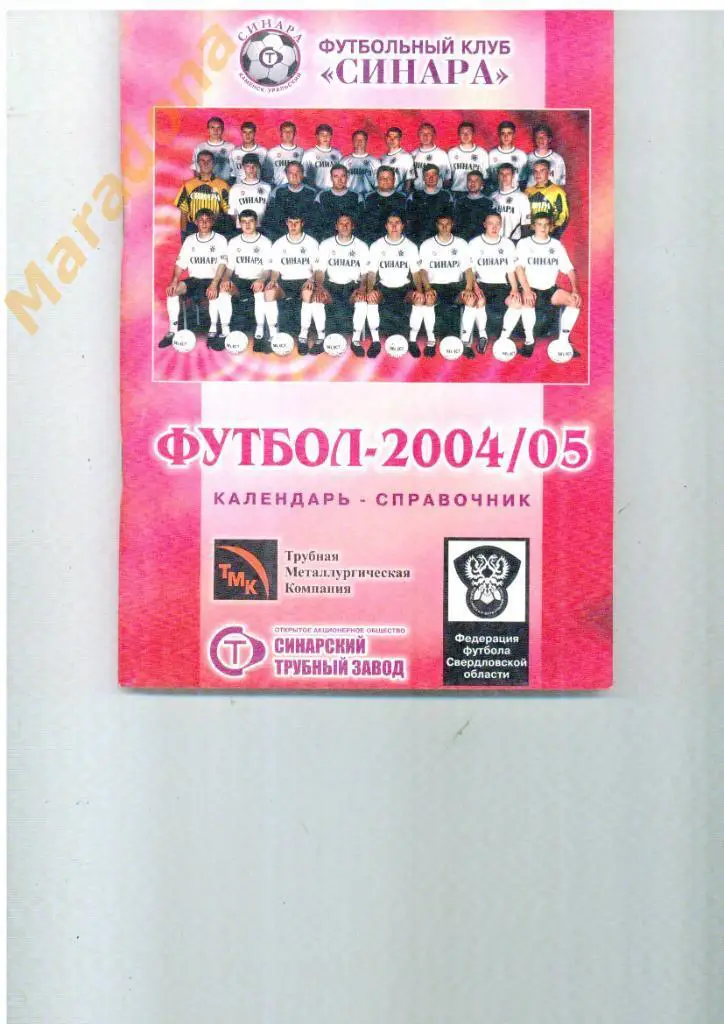 Maradona
СИНАРА
КАМЕНСК-УРАЛЬСКИЙ
ФУТБОЛЬНЫЙ КЛУБ
«СИНАРА»
СИНАРА
ФУТБОЛ-2004/05
КАЛЕНДАРЬ - СПРАВОЧНИК
ТМК
Трубная
Металлургическая
Компания
ОТКРЫТОЕ АКЦИОНЕРНОЕ ОБЩЕСТВО
СИНАРСКИЙ
ТРУБНЫЙ ЗАВОД
Федерация
футбола
Свердловской
области